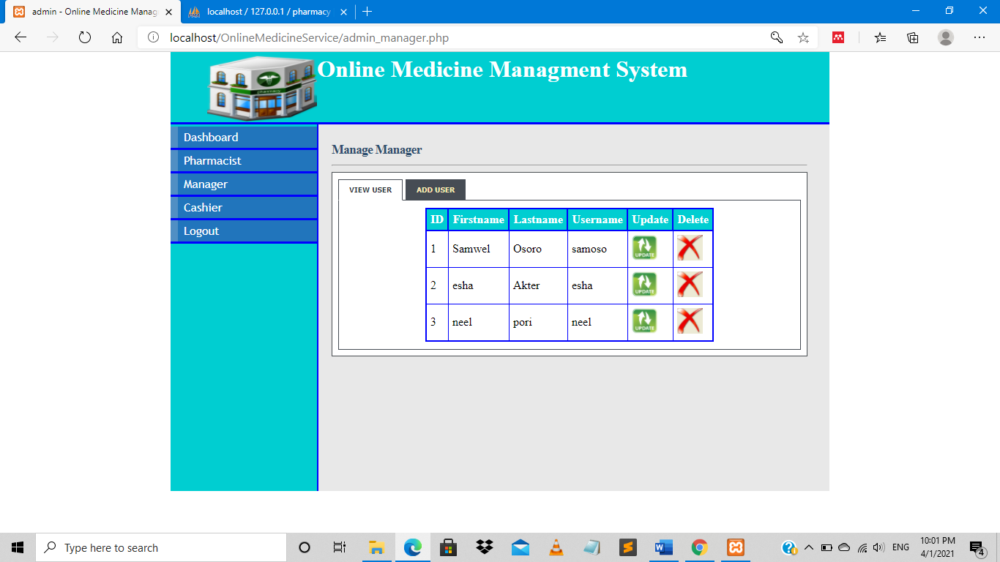 admin - Online Medicine Manag
localhost / 127.0.0.1 / pharmacy
localhost/OnlineMedicineService/admin_manager.php
pharmacy
Online Medicine Managment System
Dashboard
Pharmacist
Manager
Cashier
Logout
Manage Manager
VIEW USER ADD USER
ID Firstname Lastname Username Update Delete
1 Samwel Osoro samoso UPDATE
2 esha Akter esha UPDATE
3 neel pori neel UPDATE
Type here to search
ENG
10:01 PM
4/1/2021
4